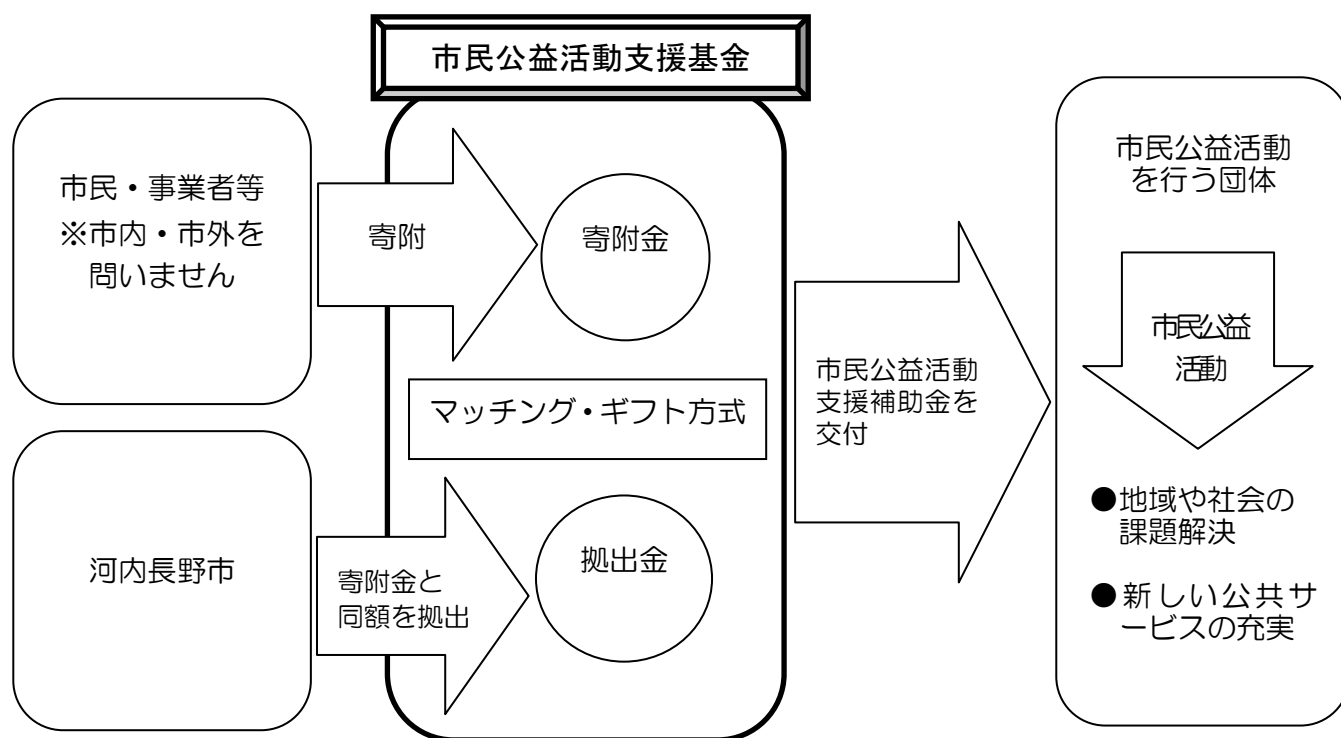 市民公益活動支援基金
市民・事業者等
※市内・市外を
問いません
寄附
寄附金
マッチング・ギフト方式
河内長野市
寄附金と
同額を拠出
拠出金
市民公益活動
支援補助金を
交付
市民公益活動
を行う団体
市民公益
活動
●地域や社会の
課題解決
●新しい公共サ
ービスの充実